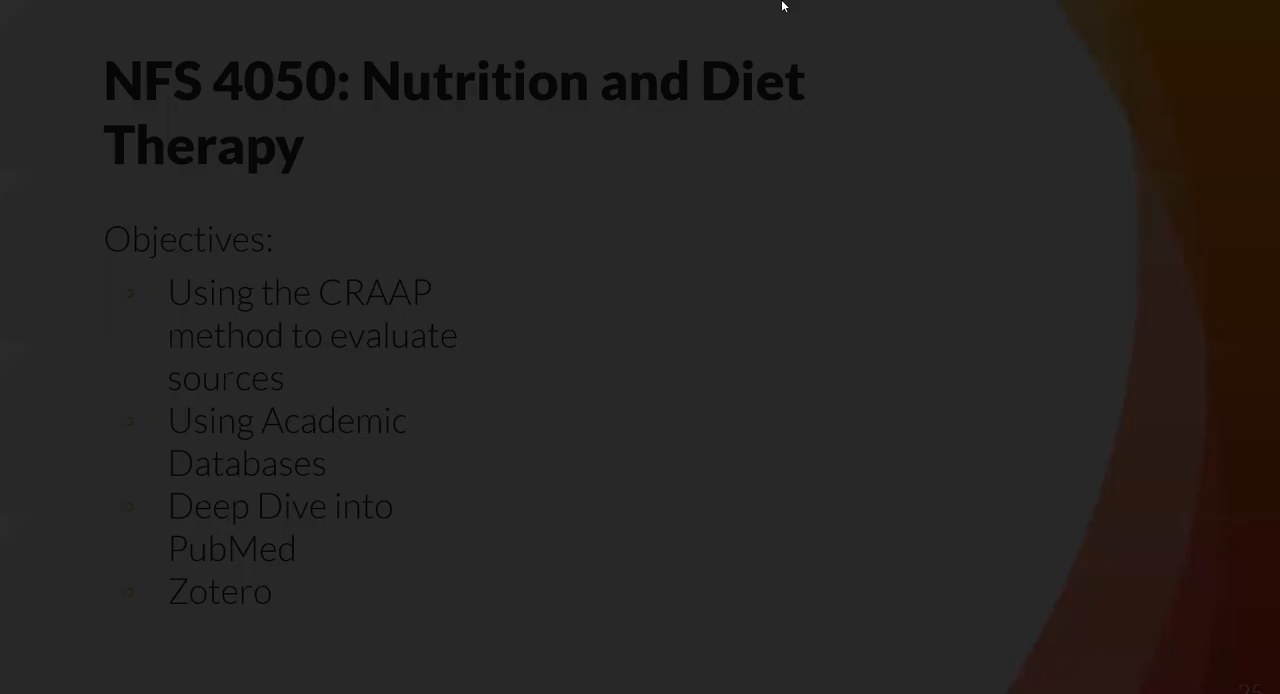 NFS 4050: Nutrition and Diet
Therapy
Objectives:
Using the CRAAP
method to evaluate
sources
Using Academic
Databases
Deep Dive into
PubMed
Zotero